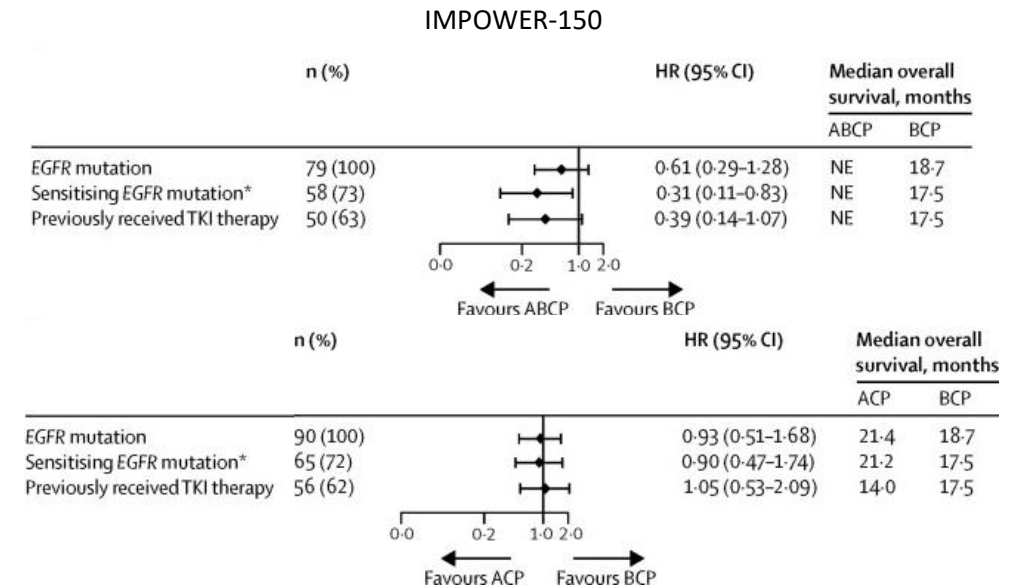 IMPOWER-150
n (%) HR (95% CI) Median overall
survival, months
ABCP BCP
EGFR mutation 79 (100) 0·61 (0·29–1·28) NE 18·7
Sensitising EGFR mutation* 58 (73) 0·31 (0·11–0·83) NE 17·5
Previously received TKI therapy 50 (63) 0·39 (0·14–1·07) NE 17·5
0·0 0·2 1·0 2·0
Favours ABCP Favours BCP
n (%) HR (95% CI) Median overall
survival, months
ACP BCP
EGFR mutation 90 (100) 0·93 (0·51–1·68) 21·4 18·7
Sensitising EGFR mutation* 65 (72) 0·90 (0·47–1·74) 21·2 17·5
Previously received TKI therapy 56 (62) 1·05 (0·53–2·09) 14·0 17·5
0·0 0·2 1·0 2·0
Favours ACP Favours BCP